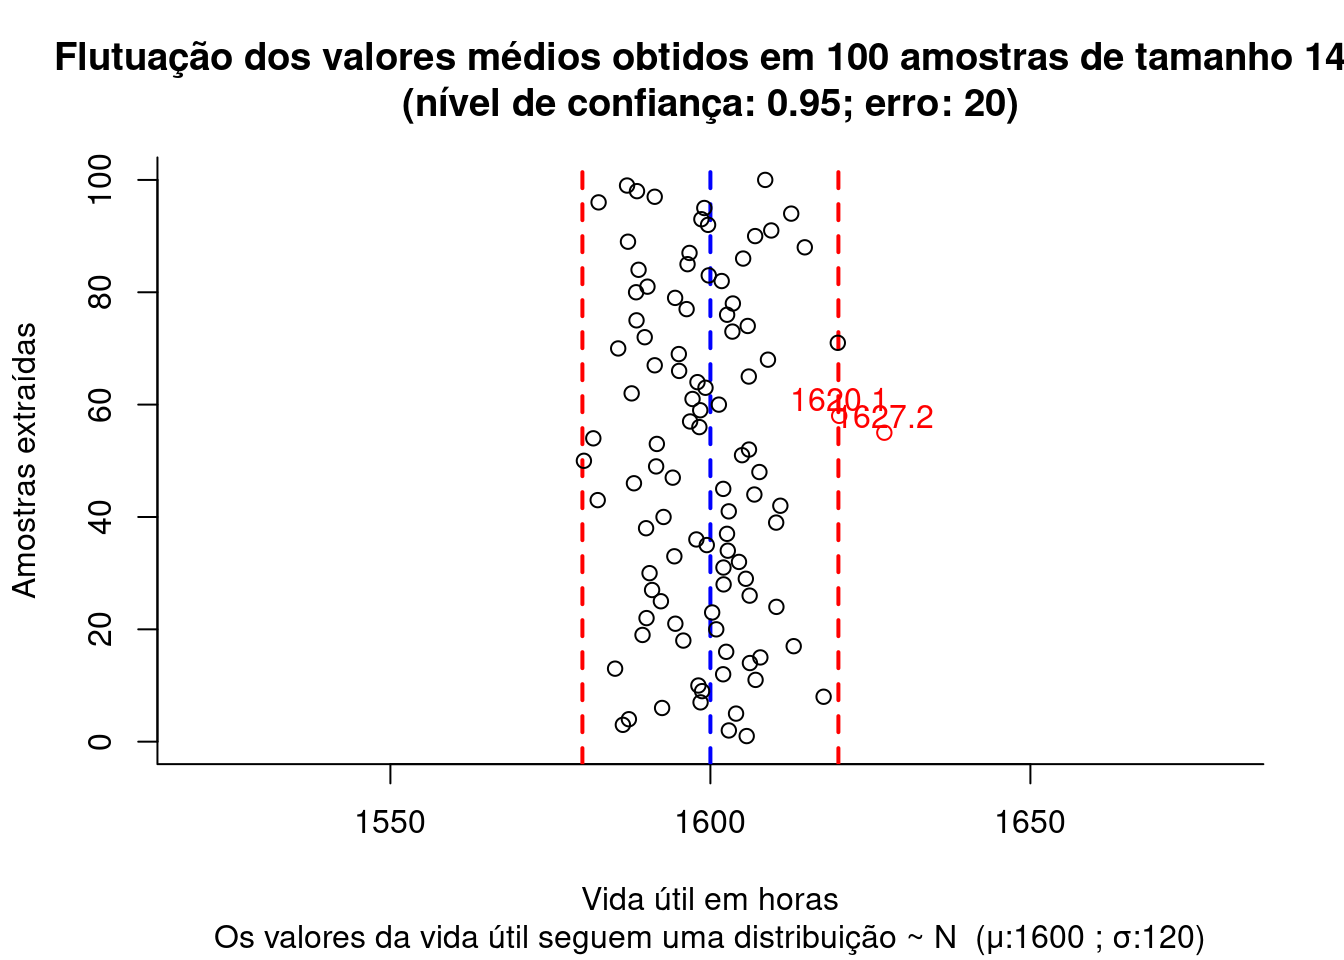 Flutuação dos valores médios obtidos em 100 amostras de tamanho 14
(nível de confiança: 0.95; erro: 20)
Amostras extraídas
100
80
60
40
20
0
1620.1
1627.2
1550 1600 1650
Vida útil em horas
Os valores da vida útil seguem uma distribuição ~ N (μ:1600 ; σ:120)